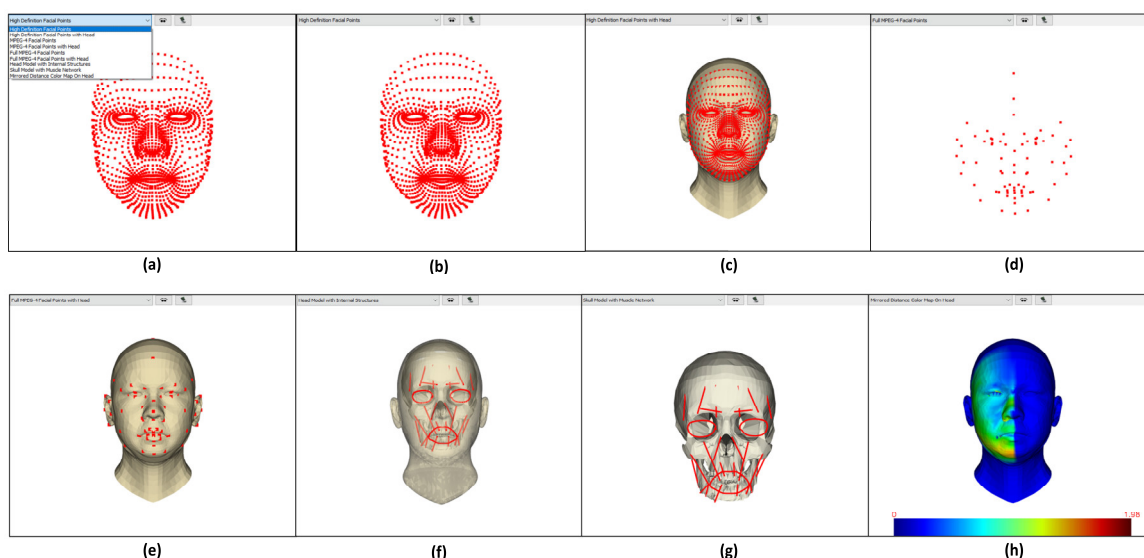 High Definition Facial Points
High Definition Facial Points
High Definition Facial Points with Head
MPEG-4 Facial Points
MPEG-4 Facial Points with Head
Full MPEG-4 Facial Points
Full MPEG-4 Facial Points with Head
Head Model with Internal Structures
Skull Model with Muscle Network
Mirrored Distance Color Map On Head
High Definition Facial Points
High Definition Facial Points with Head
Full MPEG-4 Facial Points
(a)
(b)
(c)
(d)
Full MPEG-4 Facial Points with Head
Head Model with Internal Structures
Skull Model with Muscle Network
Mirrored Distance Color Map On Head
0
1.98
(e)
(f)
(g)
(h)